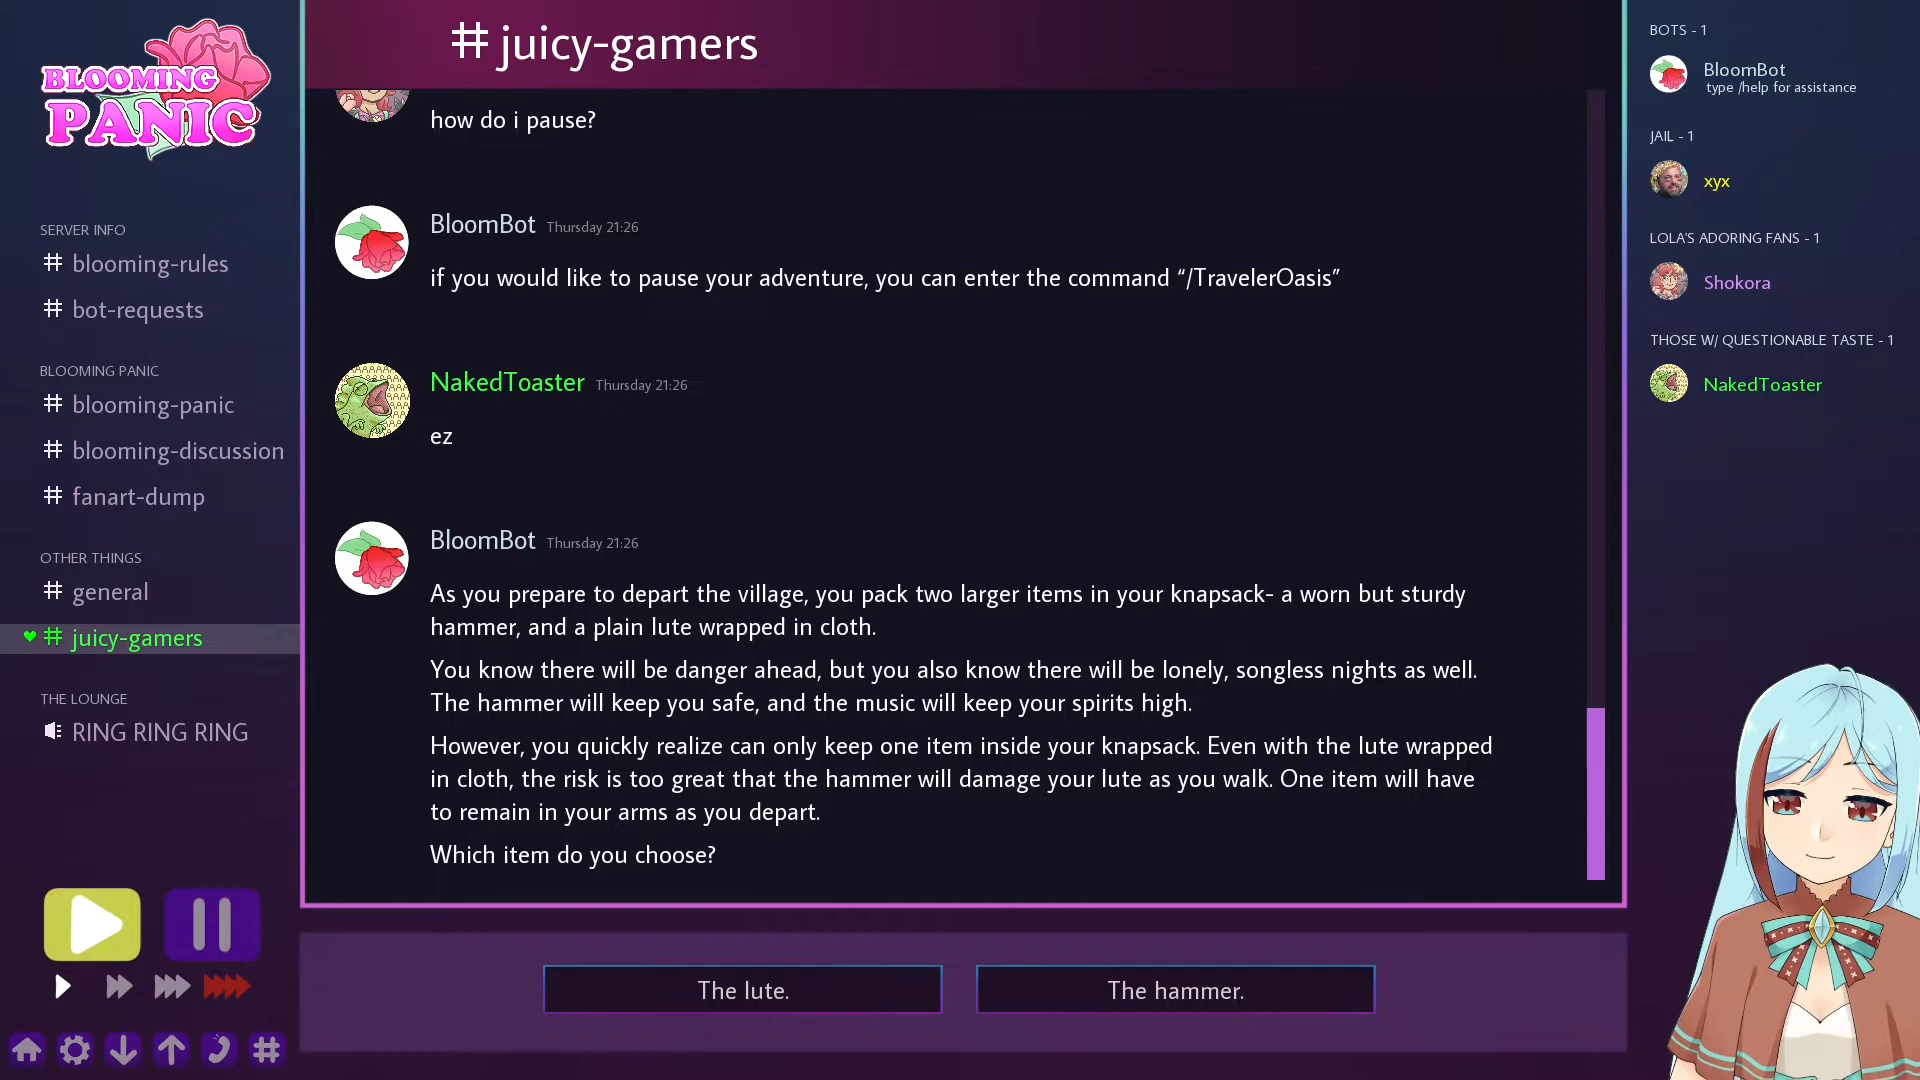 BLOOMING
PANIC
SERVER INFO
# blooming-rules
# bot-requests
BLOOMING PANIC
# blooming-panic
# blooming-discussion
# fanart-dump
OTHER THINGS
# general
# juicy-gamers
THE LOUNGE
RING RING RING
# juicy-gamers
how do i pause?
BloomBot Thursday 21:26
if you would like to pause your adventure, you can enter the command “/TravelerOasis”
NakedToaster Thursday 21:26
ez
BloomBot Thursday 21:26
As you prepare to depart the village, you pack two larger items in your knapsack- a worn but sturdy
hammer, and a plain lute wrapped in cloth.
You know there will be danger ahead, but you also know there will be lonely, songless nights as well.
The hammer will keep you safe, and the music will keep your spirits high.
However, you quickly realize can only keep one item inside your knapsack. Even with the lute wrapped
in cloth, the risk is too great that the hammer will damage your lute as you walk. One item will have
to remain in your arms as you depart.
Which item do you choose?
The lute.
The hammer.
BOTS - 1
BloomBot
type /help for assistance
JAIL - 1
xyx
LOLA'S ADORING FANS - 1
Shokora
THOSE W/ QUESTIONABLE TASTE - 1
NakedToaster